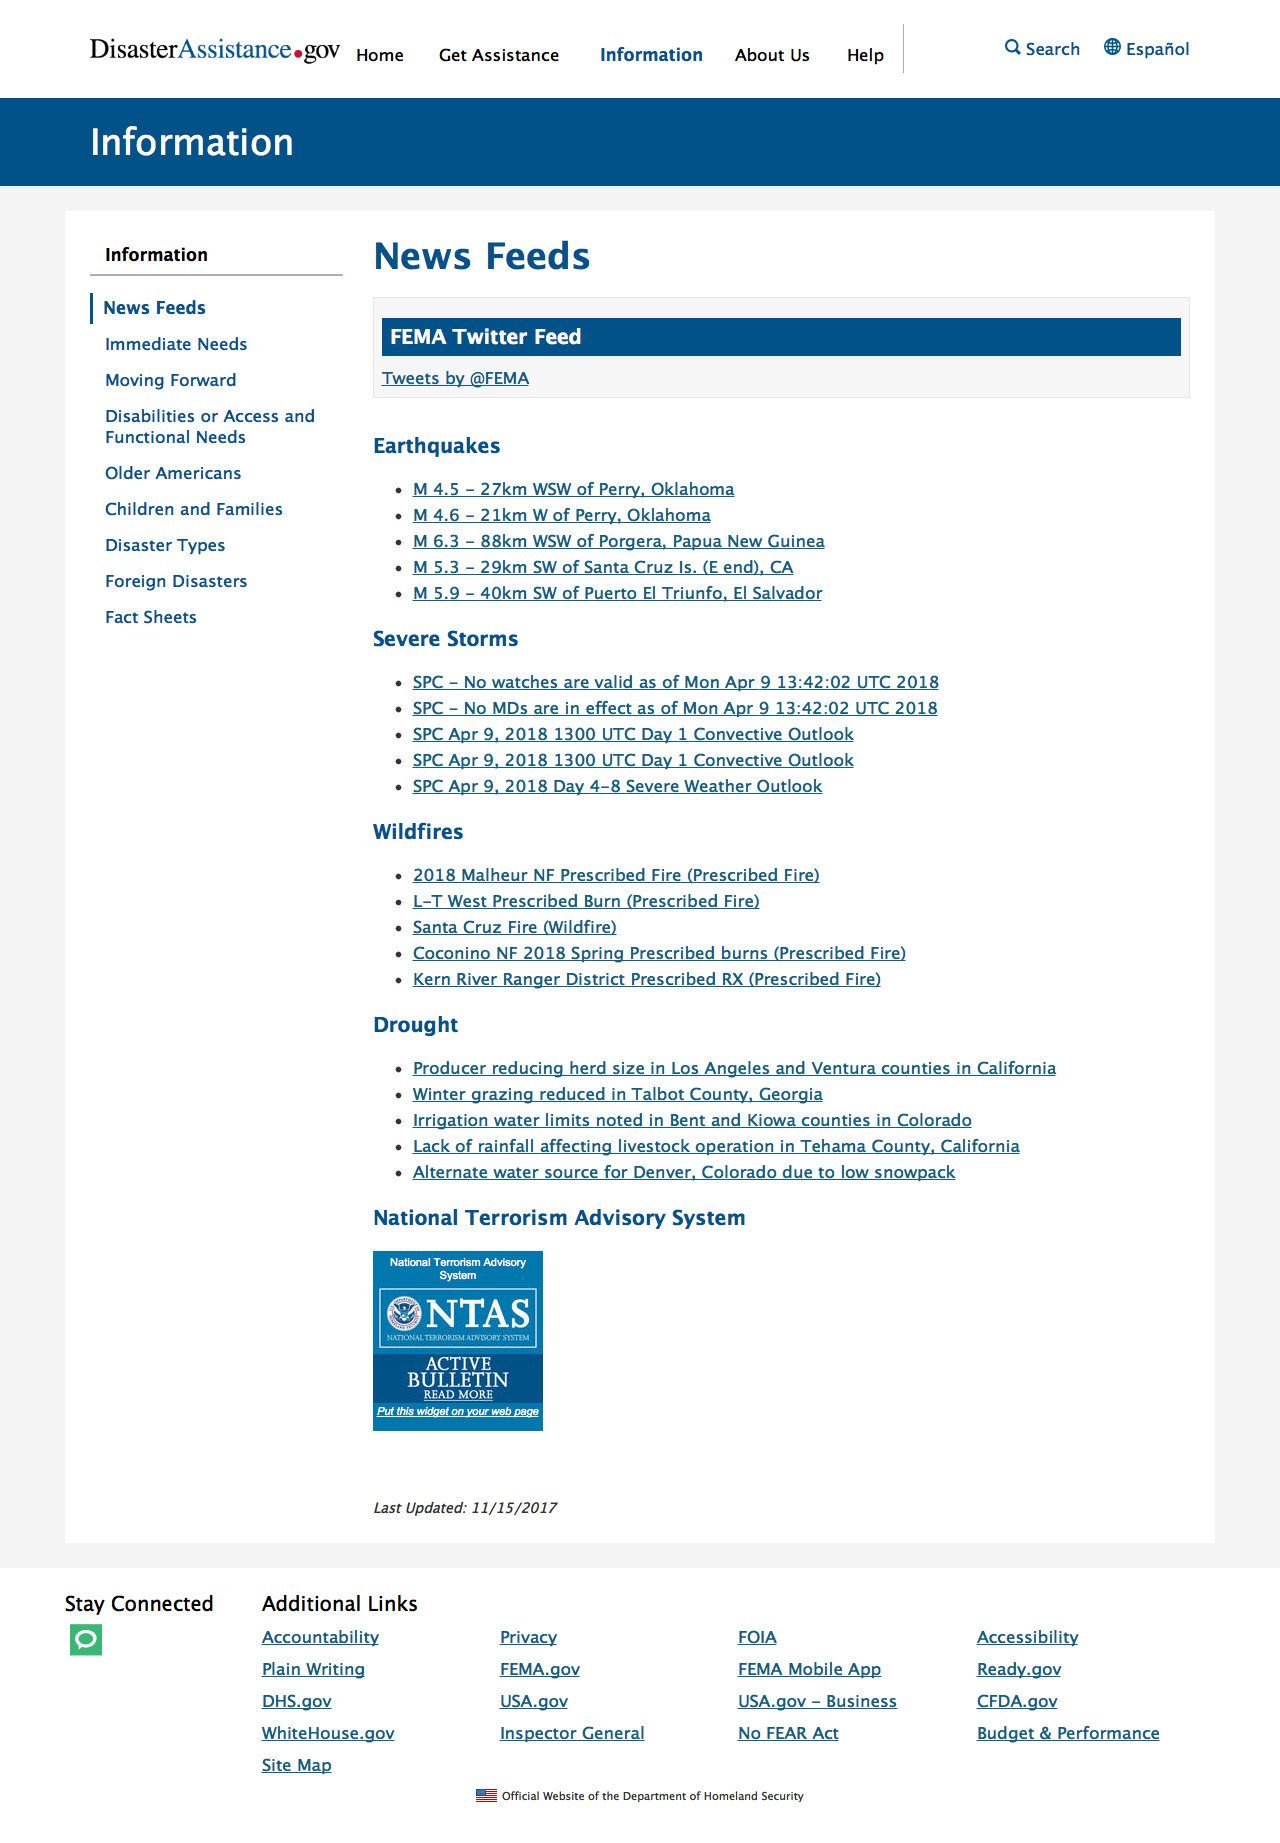 DisasterAssistance.gov
Home
Get Assistance
Information
About Us
Help
Search
Español
Information
Information
News Feeds
Immediate Needs
Moving Forward
Disabilities or Access and
Functional Needs
Older Americans
Children and Families
Disaster Types
Foreign Disasters
Fact Sheets
News Feeds
FEMA Twitter Feed
Tweets by @FEMA
Earthquakes
M 4.5 - 27km WSW of Perry, Oklahoma
M 4.6 - 21km W of Perry, Oklahoma
M 6.3 - 88km WSW of Porgera, Papua New Guinea
M 5.3 - 29km SW of Santa Cruz Is. (E end), CA
M 5.9 - 40km SW of Puerto El Triunfo, El Salvador
Severe Storms
SPC - No watches are valid as of Mon Apr 9 13:42:02 UTC 2018
SPC - No MDs are in effect as of Mon Apr 9 13:42:02 UTC 2018
SPC Apr 9, 2018 1300 UTC Day 1 Convective Outlook
SPC Apr 9, 2018 1300 UTC Day 1 Convective Outlook
SPC Apr 9, 2018 Day 4-8 Severe Weather Outlook
Wildfires
2018 Malheur NF Prescribed Fire (Prescribed Fire)
L-T West Prescribed Burn (Prescribed Fire)
Santa Cruz Fire (Wildfire)
Coconino NF 2018 Spring Prescribed burns (Prescribed Fire)
Kern River Ranger District Prescribed RX (Prescribed Fire)
Drought
Producer reducing herd size in Los Angeles and Ventura counties in California
Winter grazing reduced in Talbot County, Georgia
Irrigation water limits noted in Bent and Kiowa counties in Colorado
Lack of rainfall affecting livestock operation in Tehama County, California
Alternate water source for Denver, Colorado due to low snowpack
National Terrorism Advisory System
National Terrorism Advisory
System
NTAS
NATIONAL TERRORISM ADVISORY SYSTEM
ACTIVE
BULLETIN
READ MORE
Put this widget on your web page
Last Updated: 11/15/2017
Stay Connected
Additional Links
Accountability
Privacy
FOIA
Accessibility
Plain Writing
FEMA.gov
FEMA Mobile App
Ready.gov
DHS.gov
USA.gov
USA.gov - Business
CFDA.gov
WhiteHouse.gov
Inspector General
No FEAR Act
Budget & Performance
Site Map
Official Website of the Department of Homeland Security